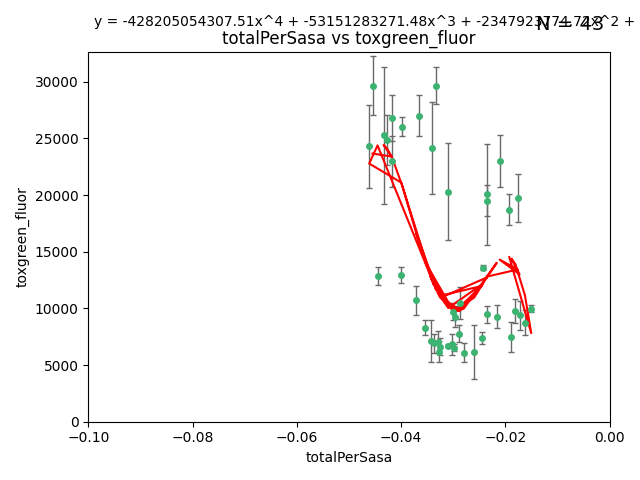 y = -428205054307.51x^4 + -53151283271.48x^3 + -2347923
x^2 +
N = 43
totalPerSasa vs toxgreen_fluor
toxgreen_fluor
30000
25000
20000
15000
10000
5000
0
−0.10
−0.08
−0.06
−0.04
−0.02
0.00
totalPerSasa